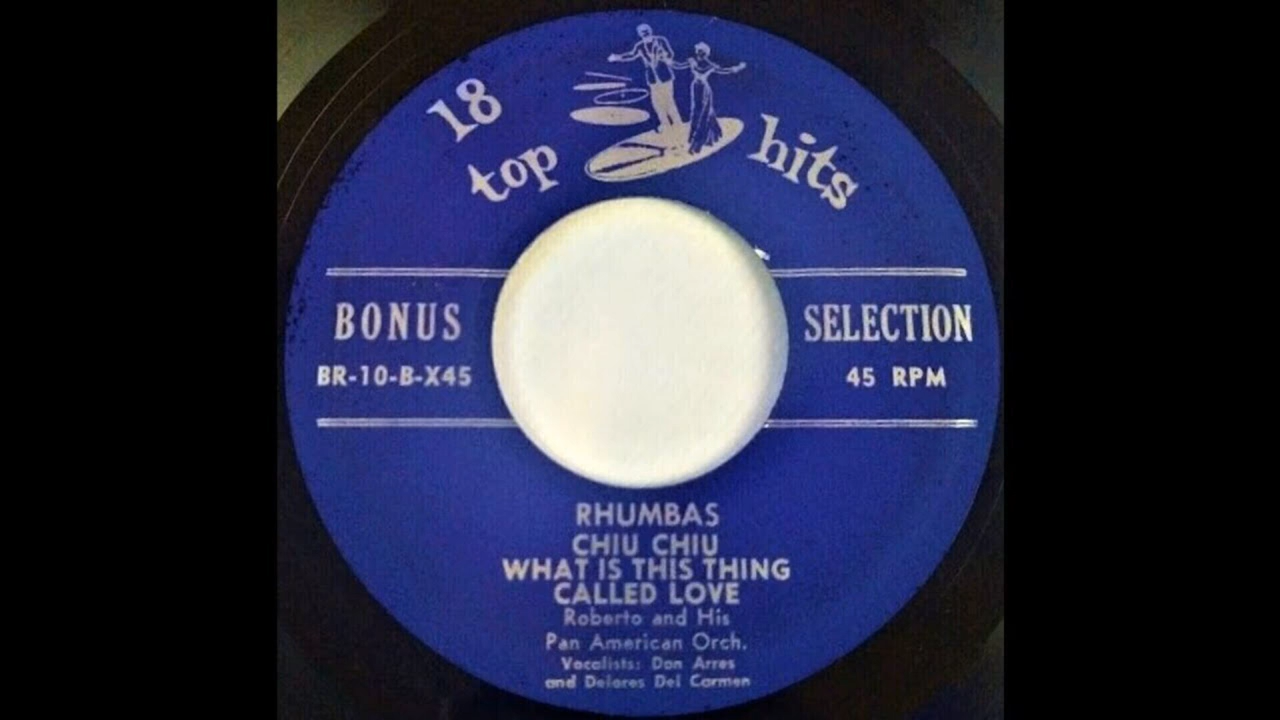 18 top hits
BONUS SELECTION
BR-10-B-X45 45 RPM
RHUMBAS
CHIU CHIU
WHAT IS THIS THING
CALLED LOVE
Roberto and His
Pan American Orch.
Vocalists: Don Arres
and Delores Del Carmen